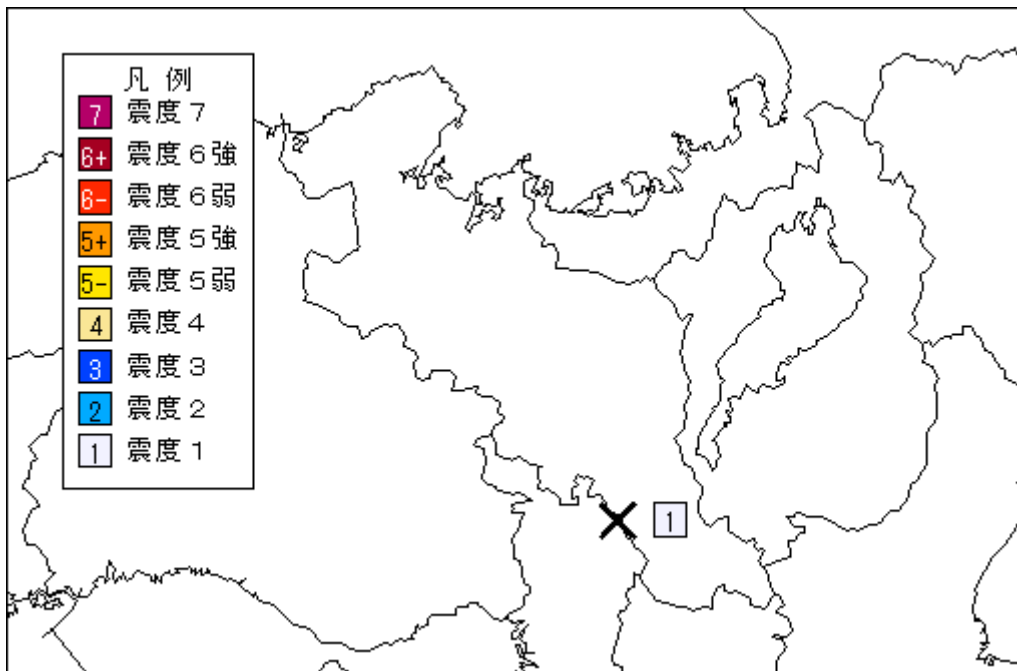 凡 例
7 震度７
6+ 震度６強
6- 震度６弱
5+ 震度５強
5- 震度５弱
4 震度４
3 震度３
2 震度２
1 震度１
1